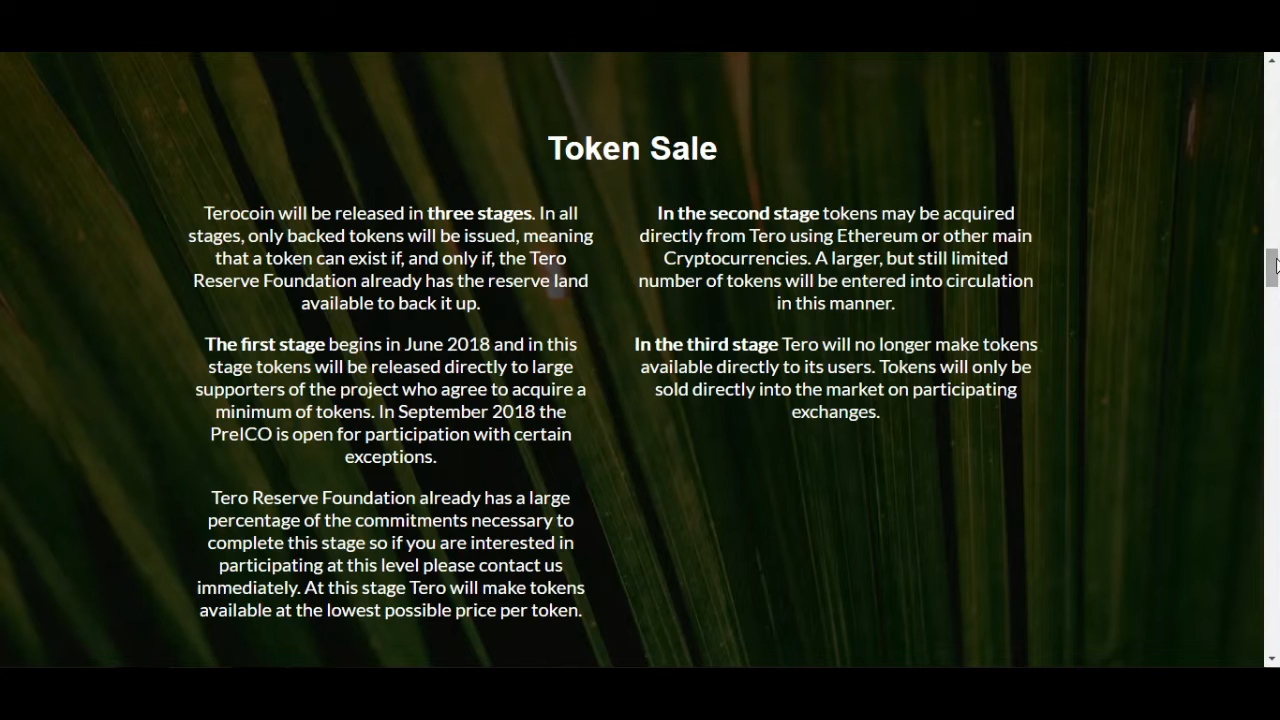 Token Sale
Terocoin will be released in three stages. In all
stages, only backed tokens will be issued, meaning
that a token can exist if, and only if, the Tero
Reserve Foundation already has the reserve land
available to back it up.
The first stage begins in June 2018 and in this
stage tokens will be released directly to large
supporters of the project who agree to acquire a
minimum of tokens. In September 2018 the
PreICO is open for participation with certain
exceptions.
Tero Reserve Foundation already has a large
percentage of the commitments necessary to
complete this stage so if you are interested in
participating at this level please contact us
immediately. At this stage Tero will make tokens
available at the lowest possible price per token.
In the second stage tokens may be acquired
directly from Tero using Ethereum or other main
Cryptocurrencies. A larger, but still limited
number of tokens will be entered into circulation
in this manner.
In the third stage Tero will no longer make tokens
available directly to its users. Tokens will only be
sold directly into the market on participating
exchanges.